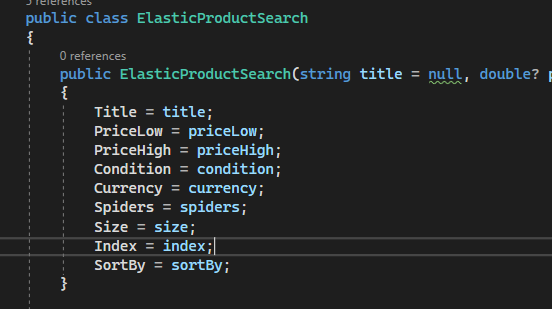 5 references
public class ElasticProductSearch
{
0 references
public ElasticProductSearch(string title = null, double?
{
Title = title;
PriceLow = priceLow;
PriceHigh = priceHigh;
Condition = condition;
Currency = currency;
Spiders = spiders;
Size = size;
Index = index;
SortBy = sortBy;
}